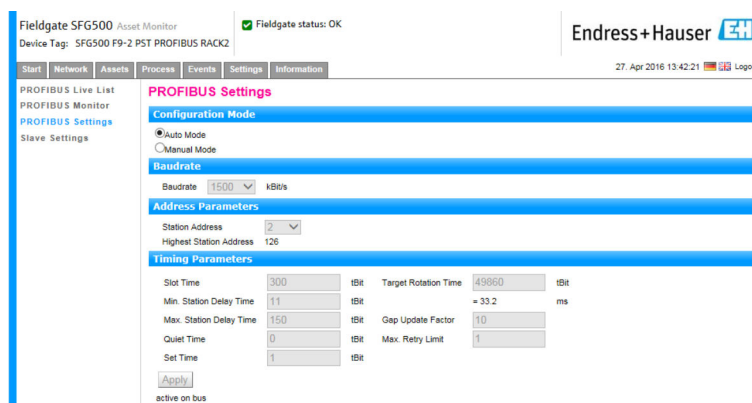 Fieldgate SFG500 Asset Monitor
Fieldgate status: OK
Device Tag: SFG500 F9-2 PST PROFIBUS RACK2
Endress+Hauser EH
Start Network Assets Process Events Settings Information
27. Apr 2016 13:42:21 Logo
PROFIBUS Live List
PROFIBUS Monitor
PROFIBUS Settings
Slave Settings
PROFIBUS Settings
Configuration Mode
Auto Mode
Manual Mode
Baudrate
Baudrate 1500 kBit/s
Address Parameters
Station Address 2
Highest Station Address 126
Timing Parameters
Slot Time 300 tBit Target Rotation Time 49860 tBit
Min. Station Delay Time 11 tBit = 33.2 ms
Max. Station Delay Time 150 tBit Gap Update Factor 10
Quiet Time 0 tBit Max. Retry Limit 1
Set Time 1 tBit
Apply
active on bus